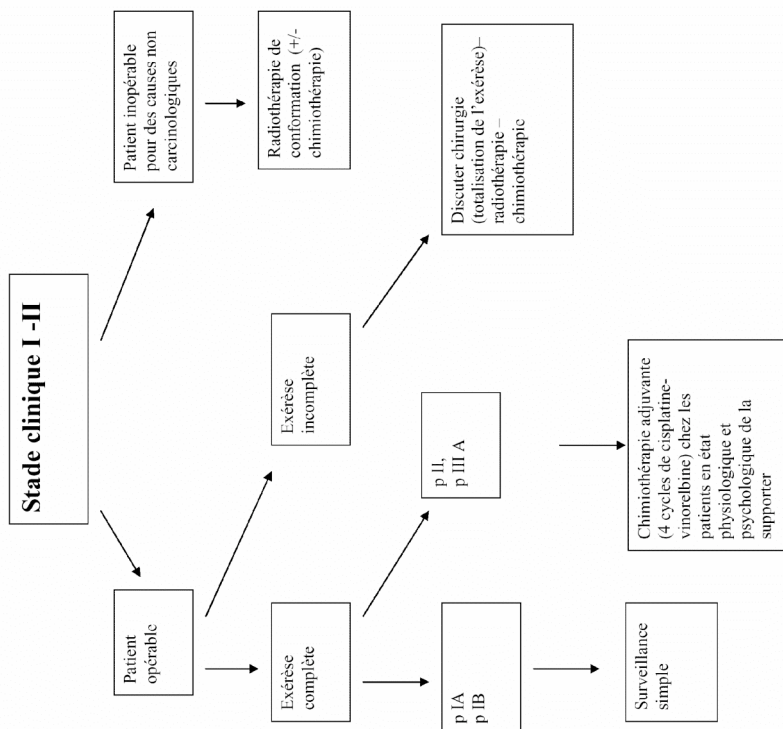 Stade clinique I -II
Patient
opérable
Patient inopérable
pour des causes non
carcinologiques
Exérèse
complète
Exérèse
incomplète
Radiothérapie de
conformation (+/-
chimiothérapie)
p IA
p IB
p II,
p III A
Discuter chirurgie
(totalisation de l'exérèse)–
radiothérapie –
chimiothérapie
Surveillance
simple
Chimiothérapie adjuvante
(4 cycles de cisplatine-
vinorelbine) chez les
patients en état
physiologique et
psychologique de la
supporter